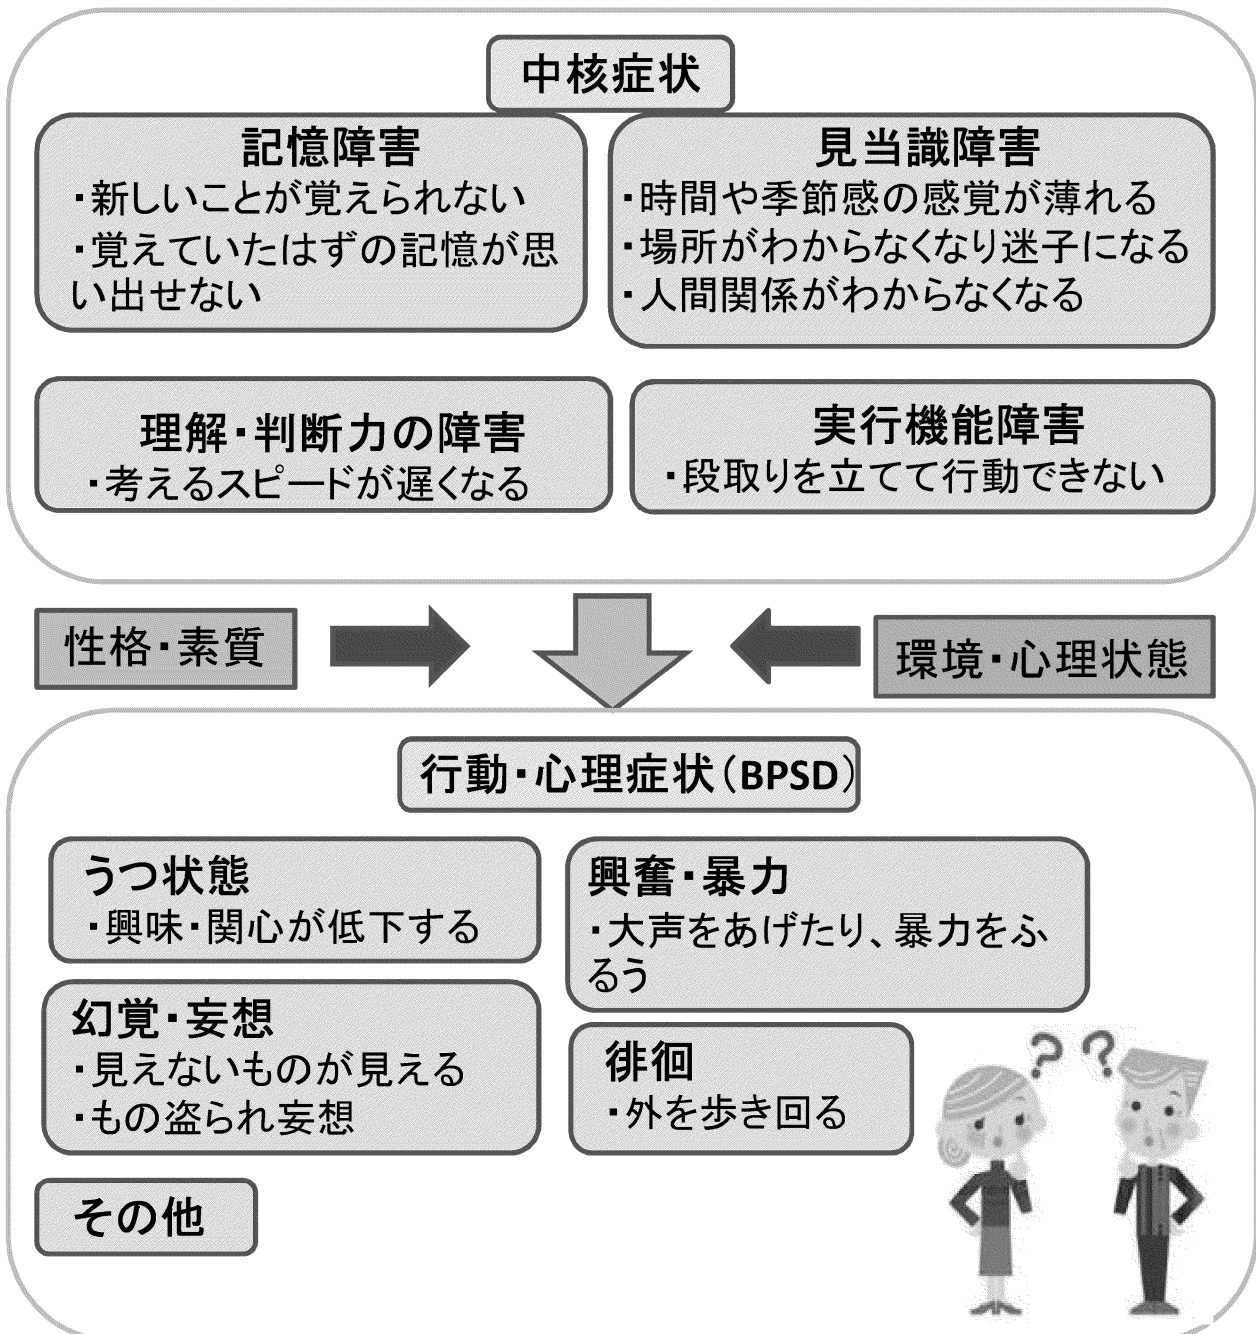 中核症状
記憶障害
・新しいことが覚えられない
・覚えていたはずの記憶が思
い出せない
見当識障害
・時間や季節感の感覚が薄れる
・場所がわからなくなり迷子になる
・人間関係がわからなくなる
理解・判断力の障害
・考えるスピードが遅くなる
実行機能障害
・段取りを立てて行動できない
性格・素質
環境・心理状態
行動・心理症状(BPSD)
うつ状態
・興味・関心が低下する
興奮・暴力
・大声をあげたり、暴力をふ
るう
幻覚・妄想
・見えないものが見える
・もの盗られ妄想
徘徊
・外を歩き回る
その他
? ?